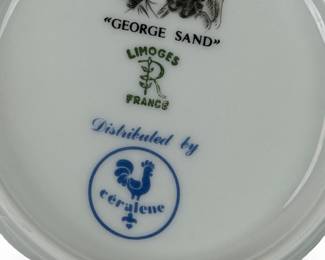 "GEORGE SAND"
LIMOGES
R
FRANCE
Distributed by
céralene